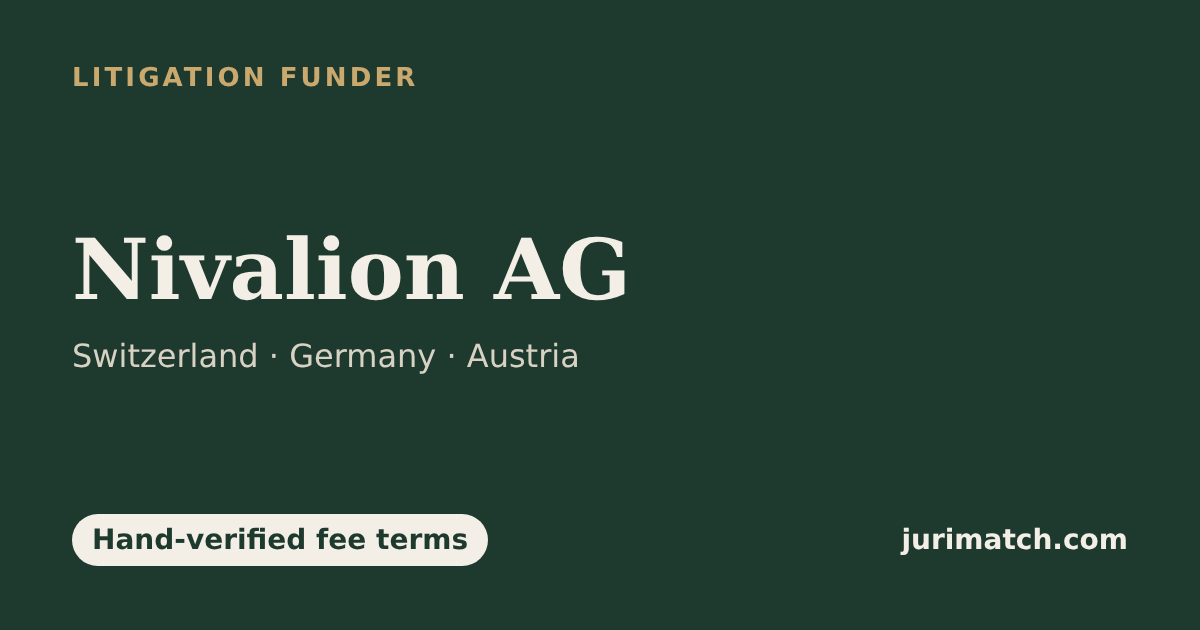 LITIGATION FUNDER
Nivalion AG
Switzerland · Germany · Austria
Hand-verified fee terms
jurimatch.com